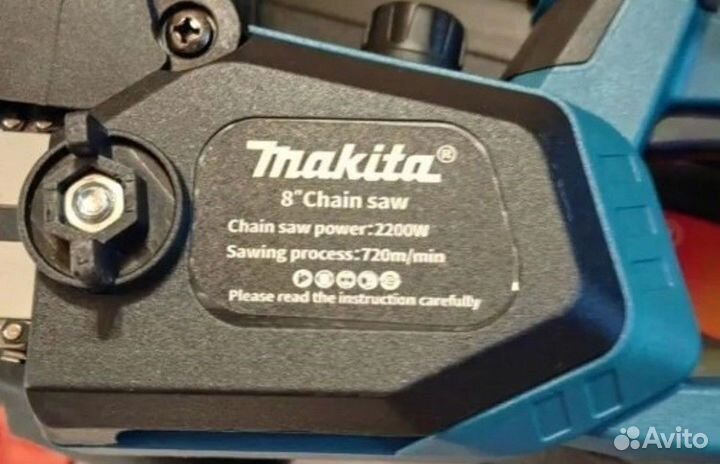 makita®
8"Chain saw
Chain saw power:2200W
Sawing process:720m/min
Please read the instruction carefully
Avito